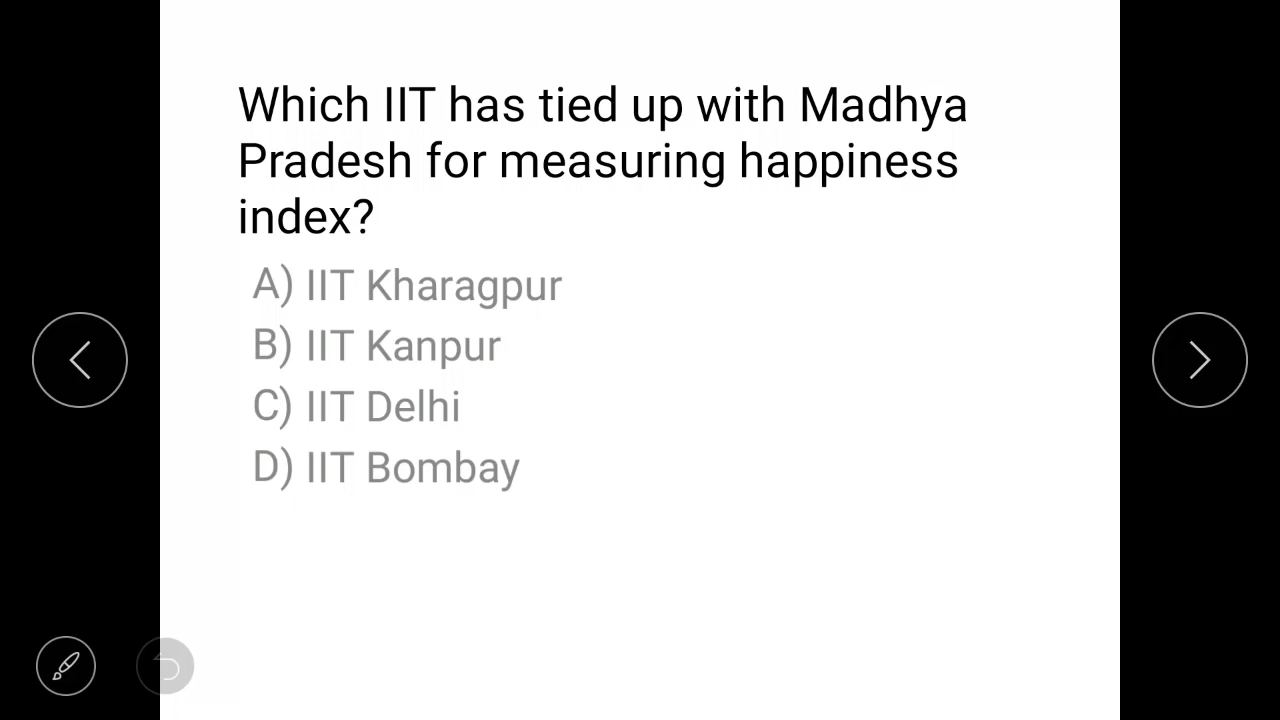 Which IIT has tied up with Madhya
Pradesh for measuring happiness
index?
A) IIT Kharagpur
B) IIT Kanpur
C) IIT Delhi
D) IIT Bombay